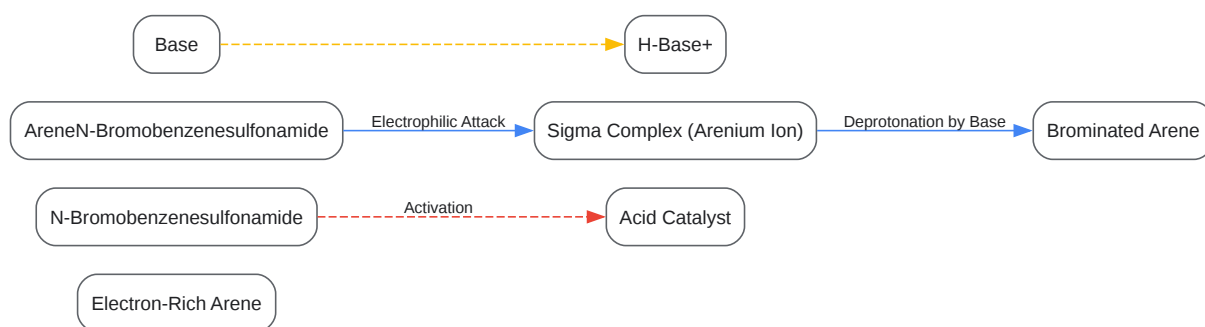 Base
H-Base+
AreneN-Bromobenzenesulfonamide
Electrophilic Attack
Sigma Complex (Arenium Ion)
Deprotonation by Base
Brominated Arene
N-Bromobenzenesulfonamide
Activation
Acid Catalyst
Electron-Rich Arene